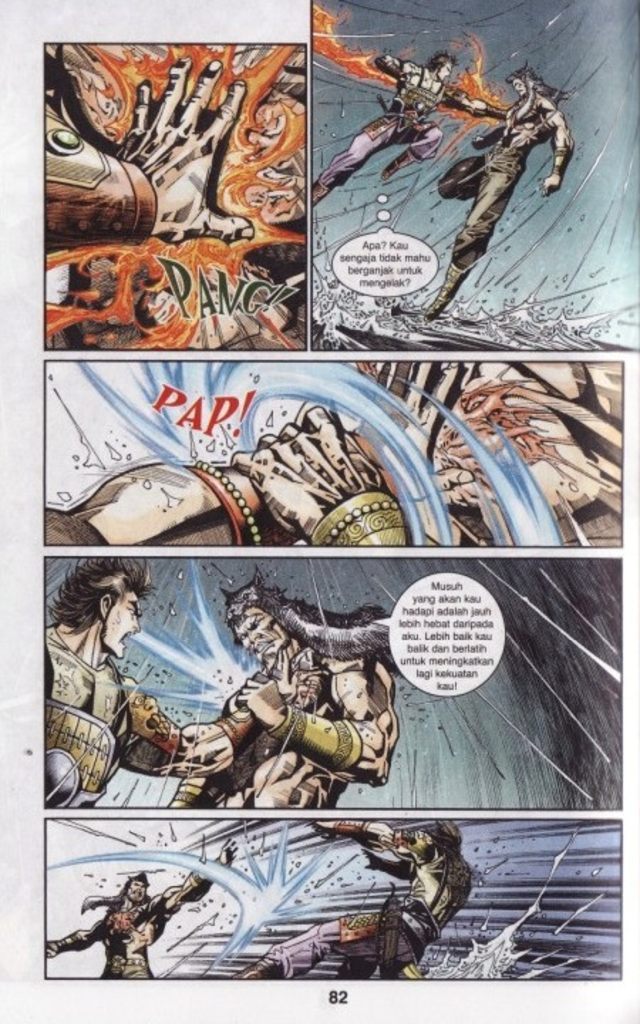 PANG!!
Apa? Kau
sengaja tidak mahu
berganjak untuk
mengelak?
PAP!
Musuh
yang akan kau
hadapi adalah jauh
lebih hebat daripada
aku. Lebih baik kau
balik dan berlatih
untuk meningkatkan
lagi kekuatan
kau!
82